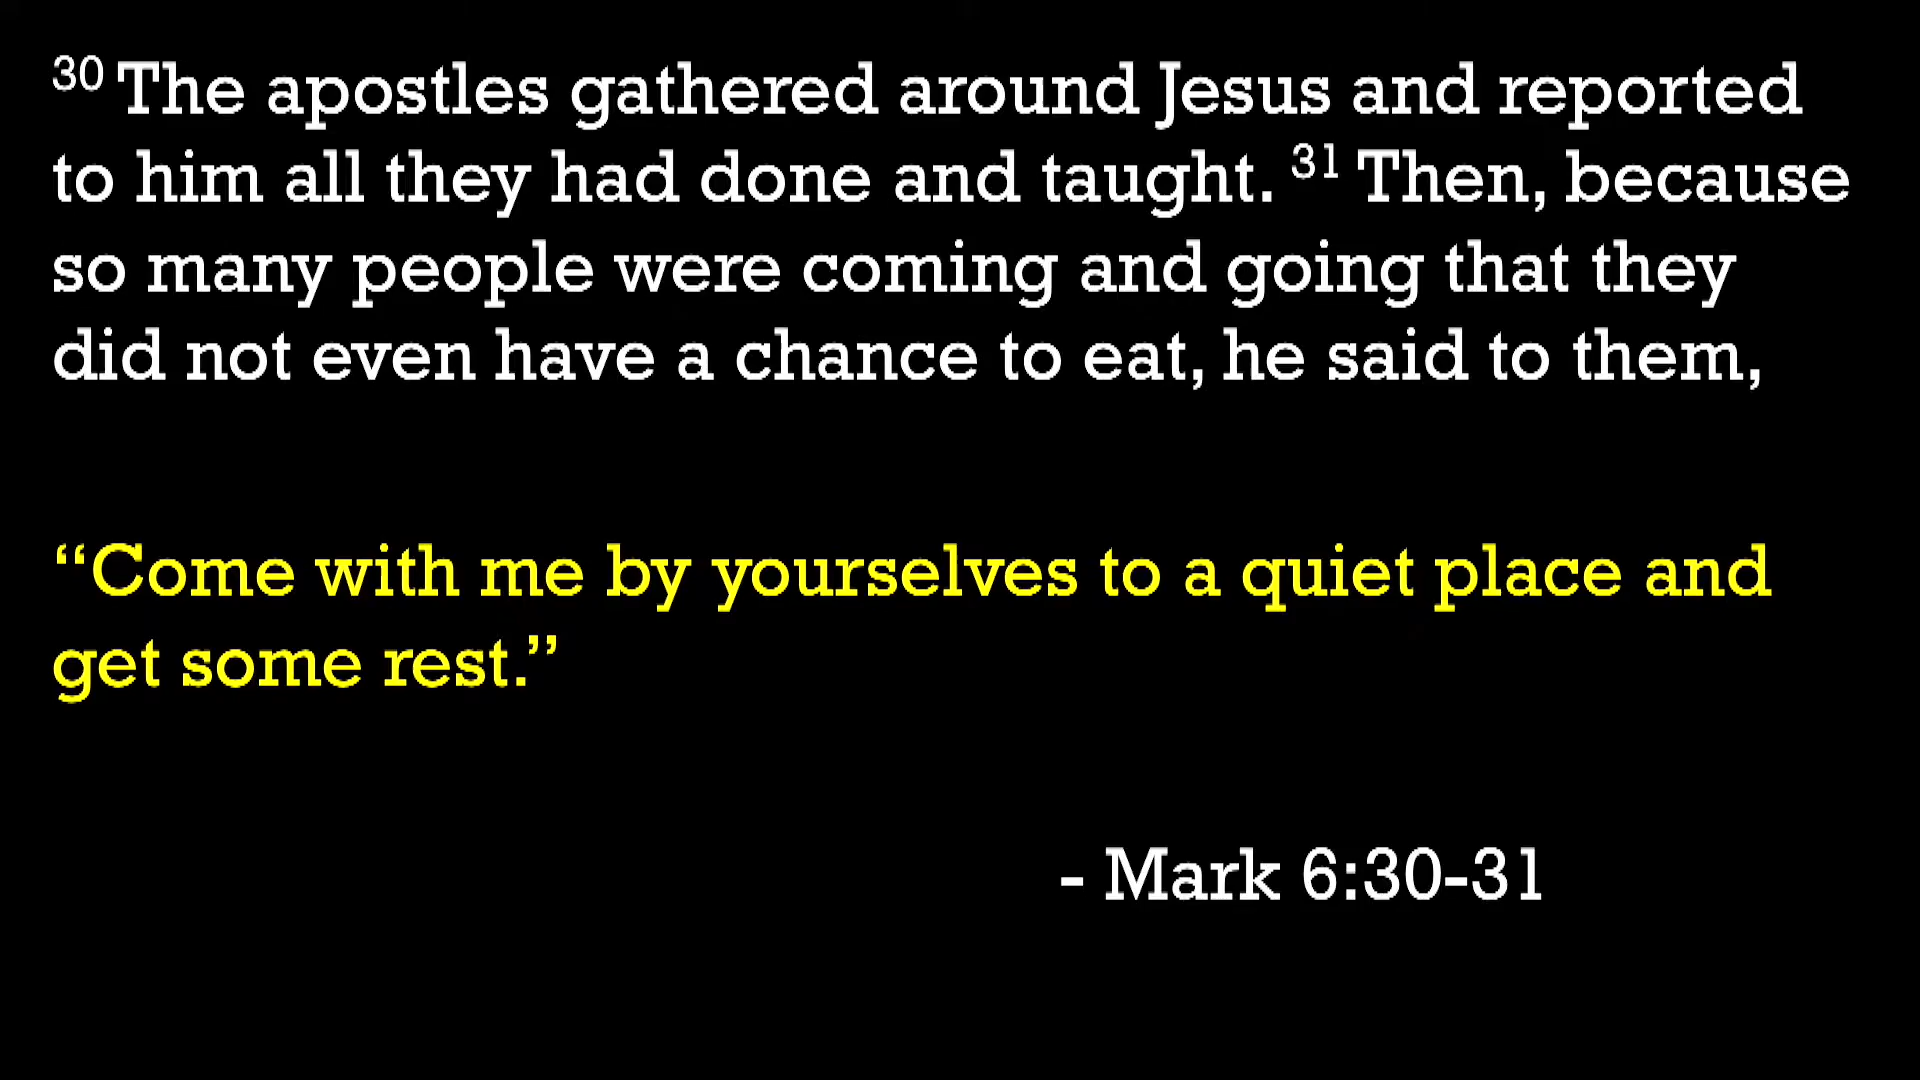 30 The apostles gathered around Jesus and reported
to him all they had done and taught. 31 Then, because
so many people were coming and going that they
did not even have a chance to eat, he said to them,
“Come with me by yourselves to a quiet place and
get some rest.”
- Mark 6:30-31